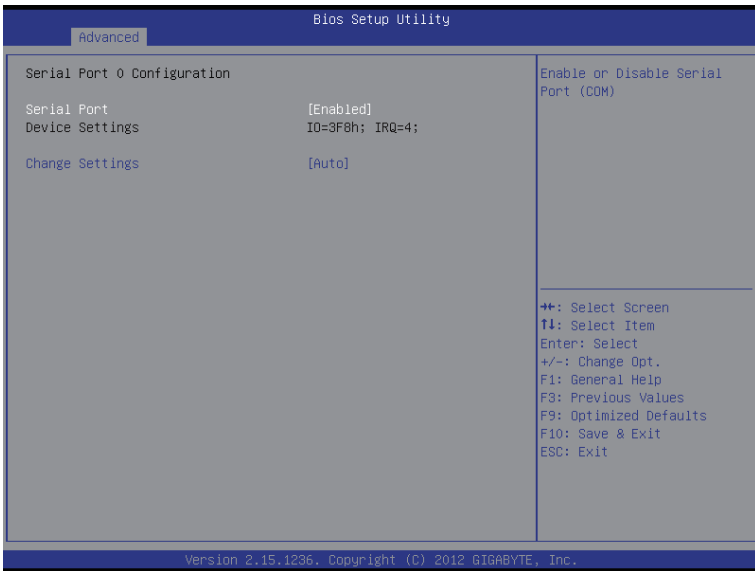 Bios Setup Utility
Advanced
Serial Port 0 Configuration
Serial Port [Enabled]
Device Settings IO=3F8h; IRQ=4;
Change Settings [Auto]
Enable or Disable Serial
Port (COM)
→←: Select Screen
↑↓: Select Item
Enter: Select
+/-: Change Opt.
F1: General Help
F3: Previous Values
F9: Optimized Defaults
F10: Save & Exit
ESC: Exit
Version 2.15.1236. Copyright (C) 2012 GIGABYTE, Inc.